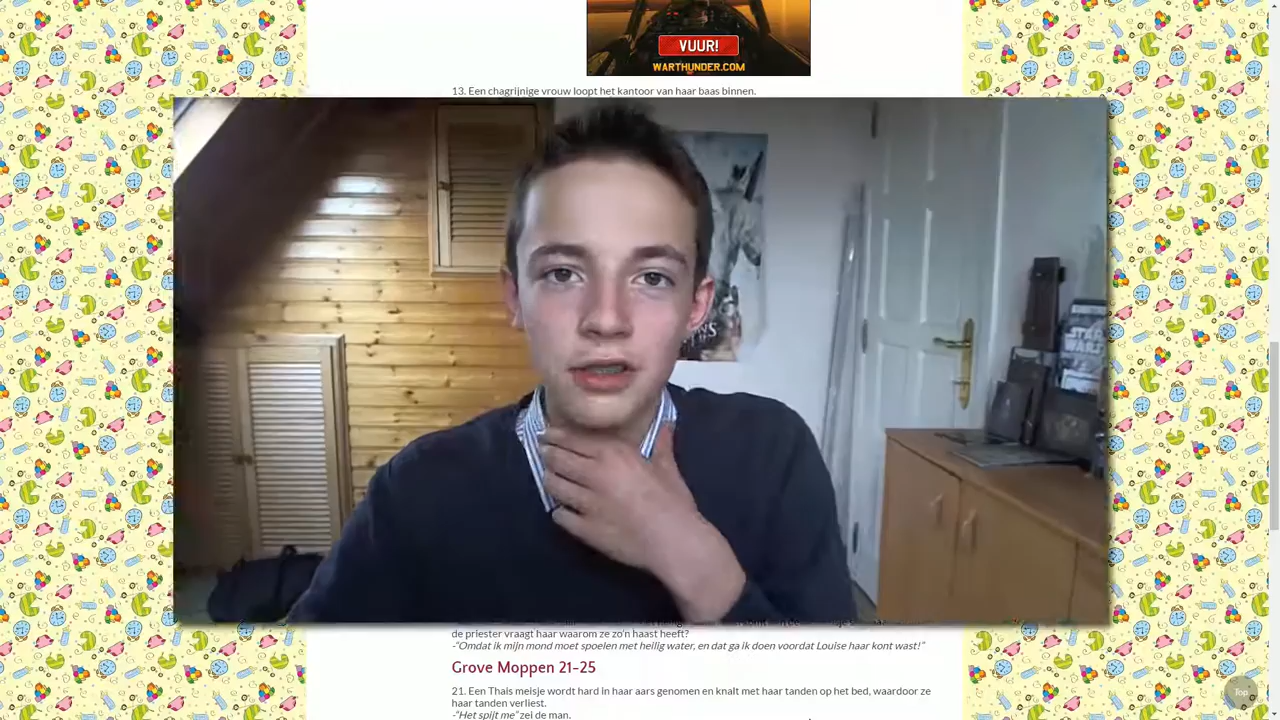 VUUR!
WARTHUNDER.COM
13. Een chagrijnige vrouw loopt het kantoor van haar baas binnen.
STAR
WARS
de priester vraagt haar waarom ze zo'n haast heeft?
-"Omdat ik mijn mond moet spoelen met heilig water, en dat ga ik doen voordat Louise haar kont wast!"
Grove Moppen 21-25
21. Een Thais meisje wordt hard in haar aars genomen en knalt met haar tanden op het bed, waardoor ze
haar tanden verliest.
-"Het spijt me" zei de man.
Top